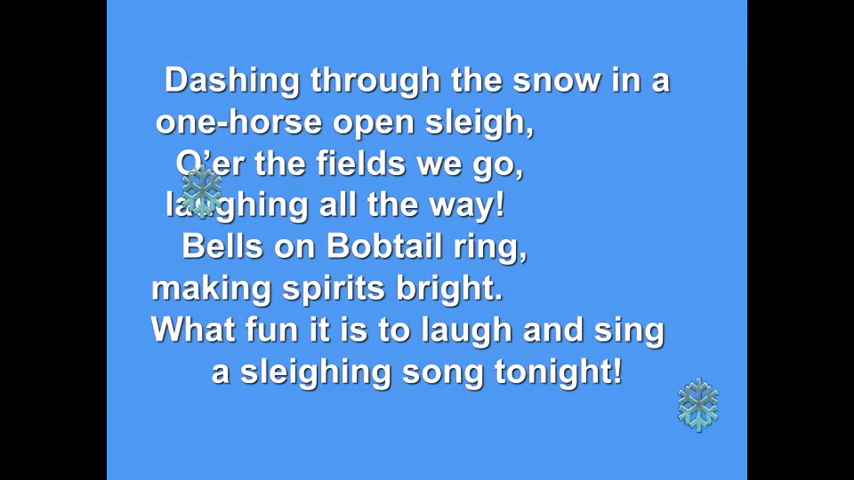 Dashing through the snow in a
one-horse open sleigh,
O’er the fields we go,
laughing all the way!
Bells on Bobtail ring,
making spirits bright.
What fun it is to laugh and sing
a sleighing song tonight!